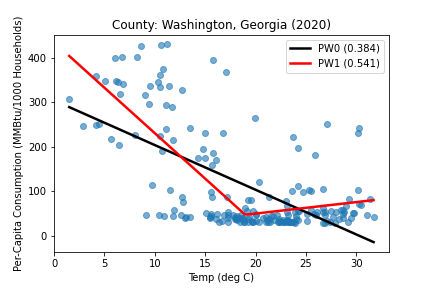 County: Washington, Georgia (2020)
Per-Capita Consumption (MMBtu/1000 Households)
400
300
200
100
0
PW0 (0.384)
PW1 (0.541)
0 5 10 15 20 25 30
Temp (deg C)